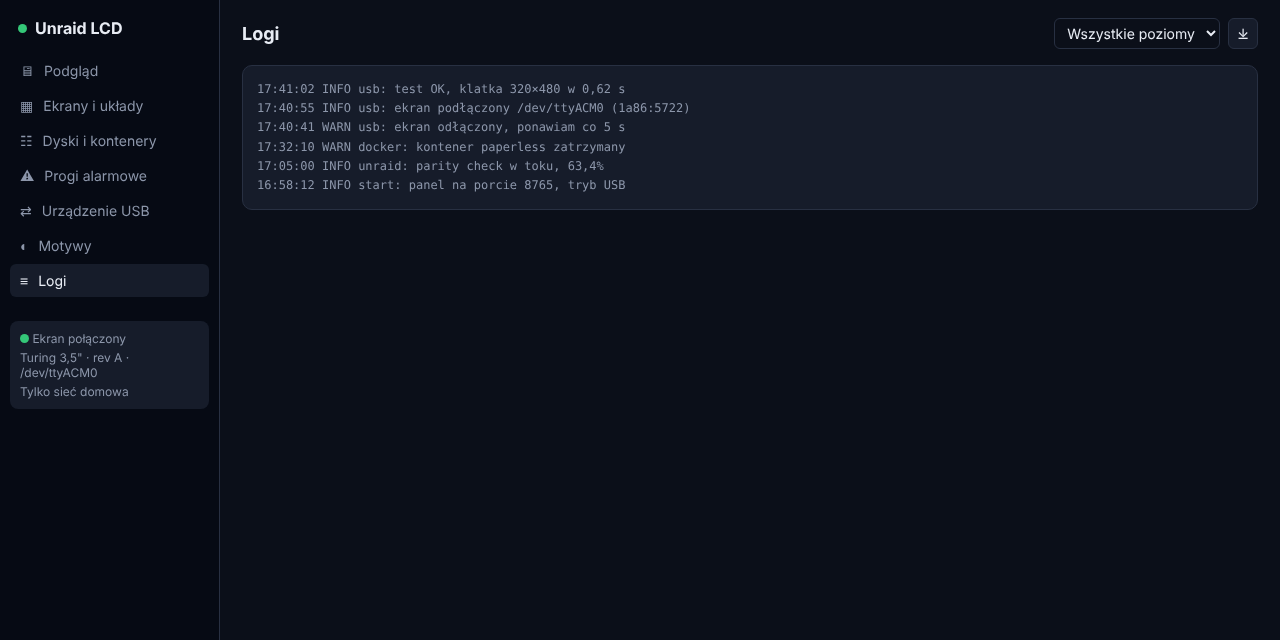 Unraid LCD
Podgląd
Ekrany i układy
Dyski i kontenery
Progi alarmowe
Urządzenie USB
Motywy
Logi
Ekran połączony
Turing 3,5" · rev A ·
/dev/ttyACM0
Tylko sieć domowa
Logi
Wszystkie poziomy
17:41:02 INFO usb: test OK, klatka 320×480 w 0,62 s
17:40:55 INFO usb: ekran podłączony /dev/ttyACM0 (1a86:5722)
17:40:41 WARN usb: ekran odłączony, ponawiam co 5 s
17:32:10 WARN docker: kontener paperless zatrzymany
17:05:00 INFO unraid: parity check w toku, 63,4%
16:58:12 INFO start: panel na porcie 8765, tryb USB